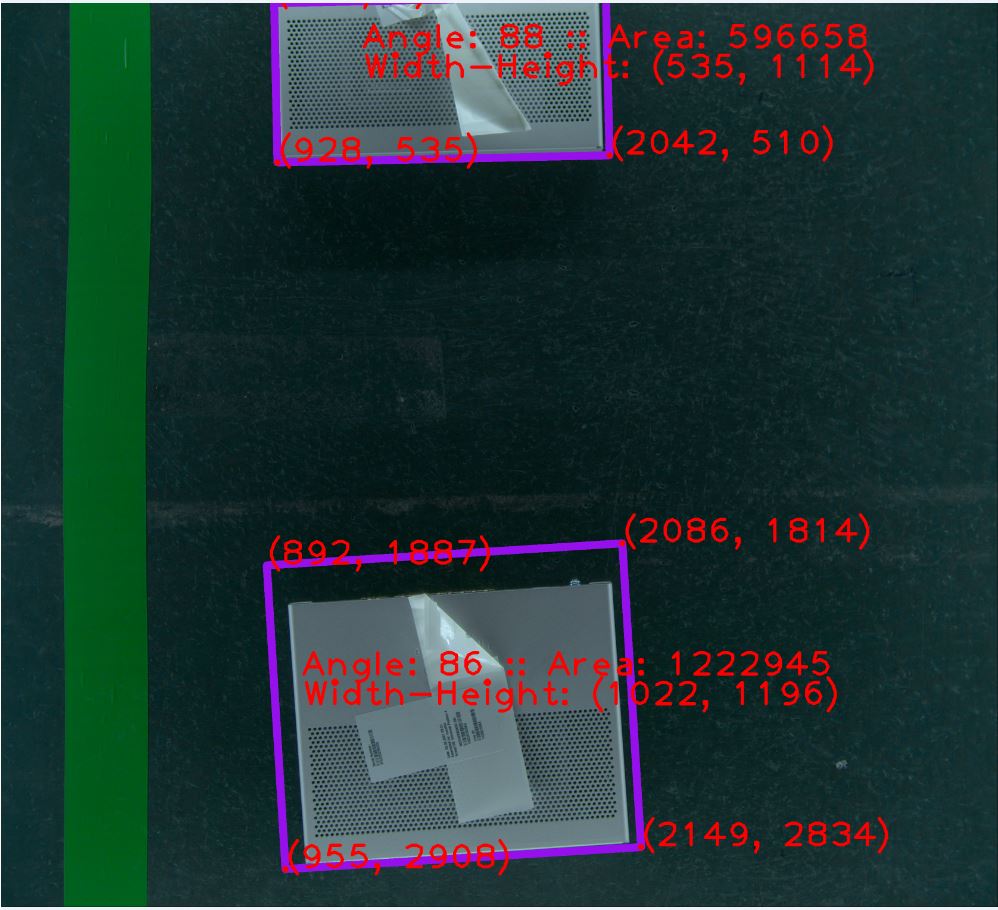 Angle: 88 :: Area: 596658
Width-Height: (535, 1114)
(928, 535)
(2042, 510)
(892, 1887)
(2086, 1814)
Angle: 86 :: Area: 1222945
Width-Height: (1022, 1196)
(955, 2908)
(2149, 2834)